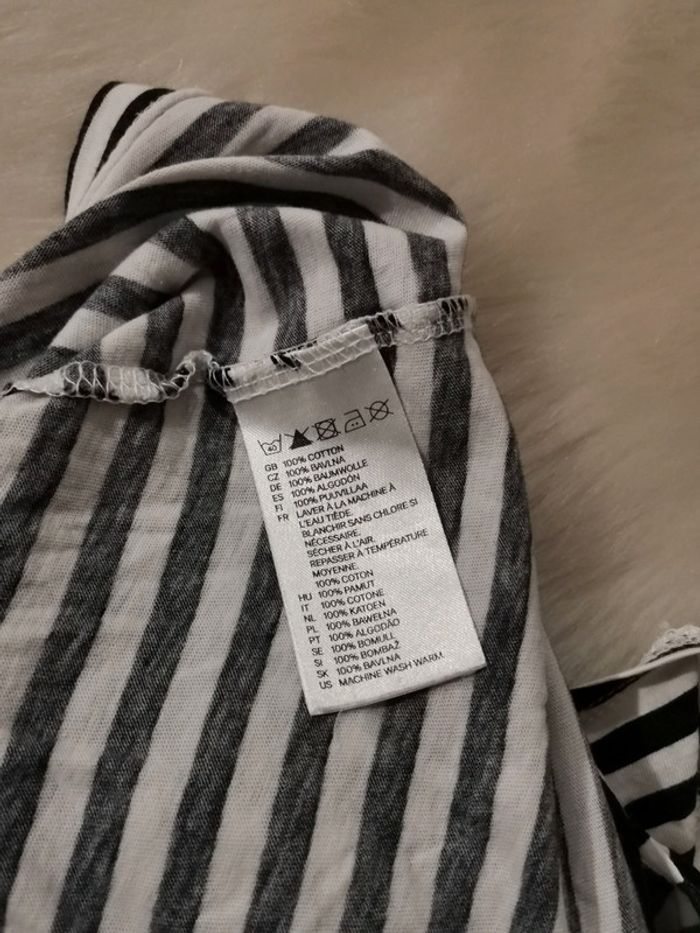 40
GB 100% COTTON
CZ 100% BAVLNA
DE 100% BAUMWOLLE
ES 100% ALGODÓN
FI 100% PUUVILLAA
FR LAVER À LA MACHINE À
L'EAU TIÈDE.
BLANCHIR SANS CHLORE SI
NÉCESSAIRE.
SÉCHER À L'AIR.
REPASSER À TEMPÉRATURE
MOYENNE.
100% COTON
HU 100% PAMUT
IT 100% COTONE
NL 100% KATOEN
PL 100% BAWEŁNA
PT 100% ALGODÃO
SE 100% BOMULL
SI 100% BOMBAŽ
SK 100% BAVLNA
US MACHINE WASH WARM.